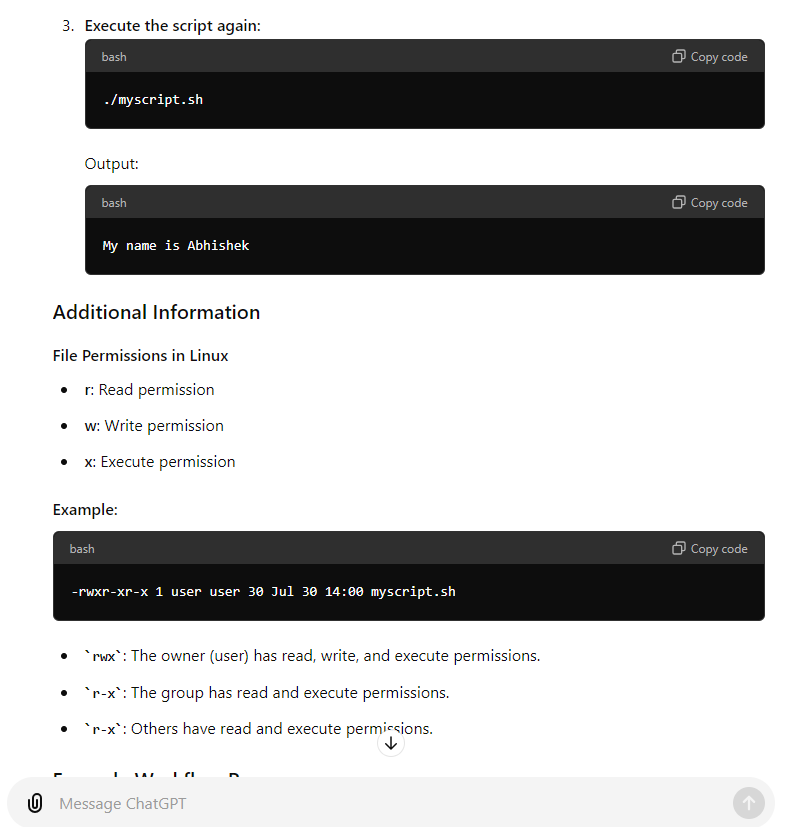 3. Execute the script again:
bash
Copy code
./myscript.sh
Output:
bash
Copy code
My name is Abhishek
Additional Information
File Permissions in Linux
r: Read permission
w: Write permission
x: Execute permission
Example:
bash
Copy code
-rwxr-xr-x 1 user user 30 Jul 30 14:00 myscript.sh
`rwx`: The owner (user) has read, write, and execute permissions.
`r-x`: The group has read and execute permissions.
`r-x`: Others have read and execute permissions.
Message ChatGPT